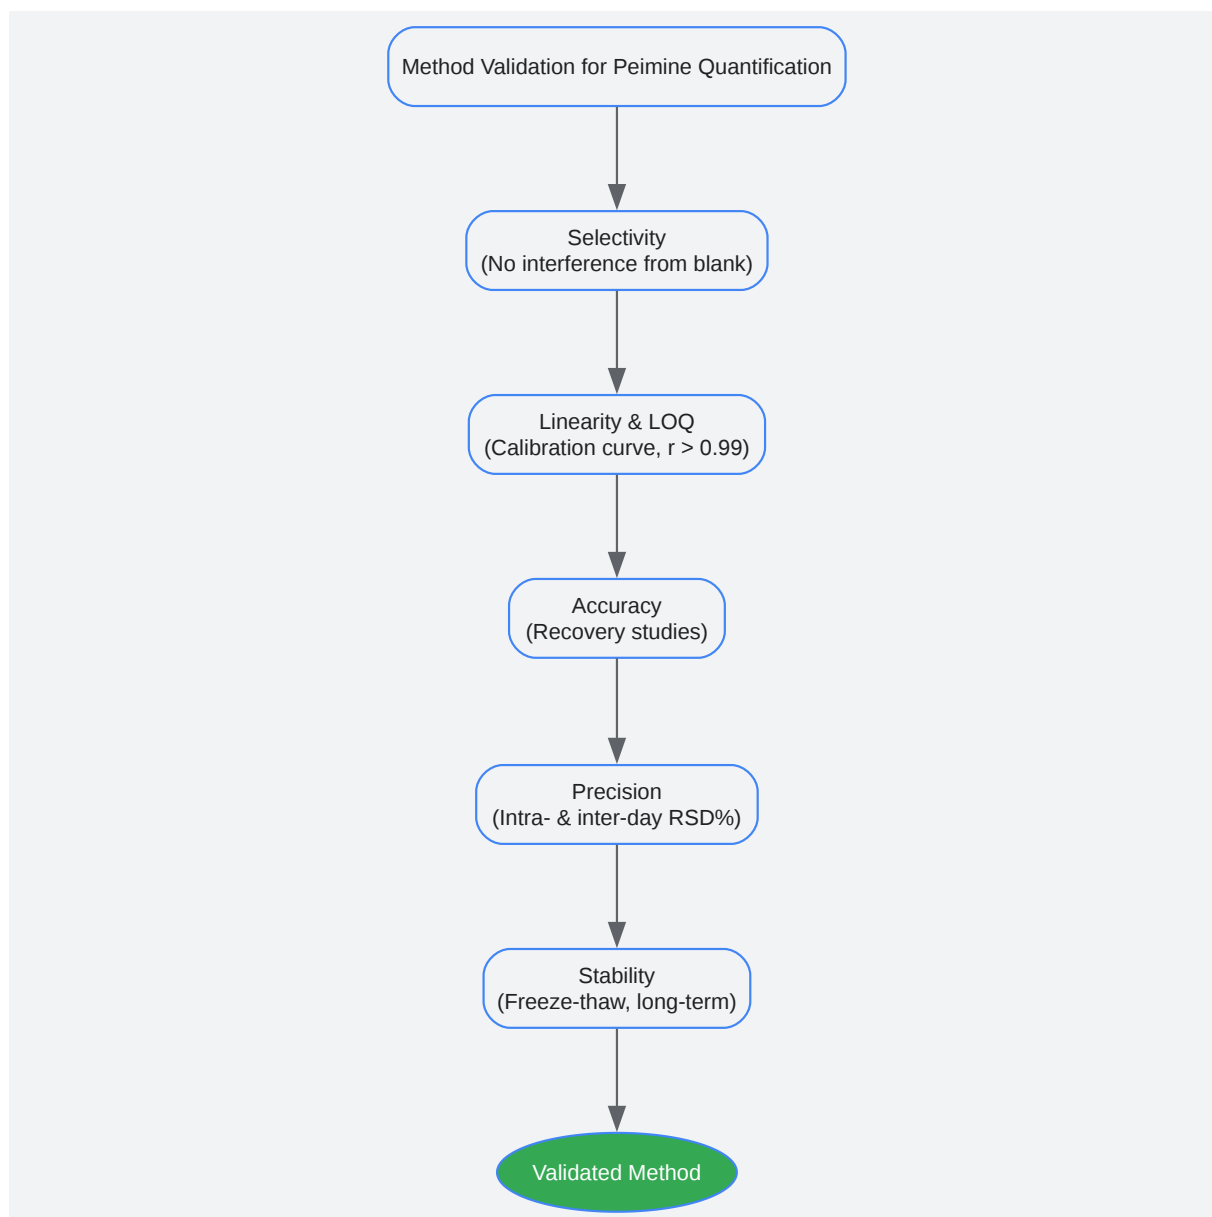 Method Validation for Peimine Quantification
Selectivity
(No interference from blank)
Linearity & LOQ
(Calibration curve, r > 0.99)
Accuracy
(Recovery studies)
Precision
(Intra- & inter-day RSD%)
Stability
(Freeze-thaw, long-term)
Validated Method